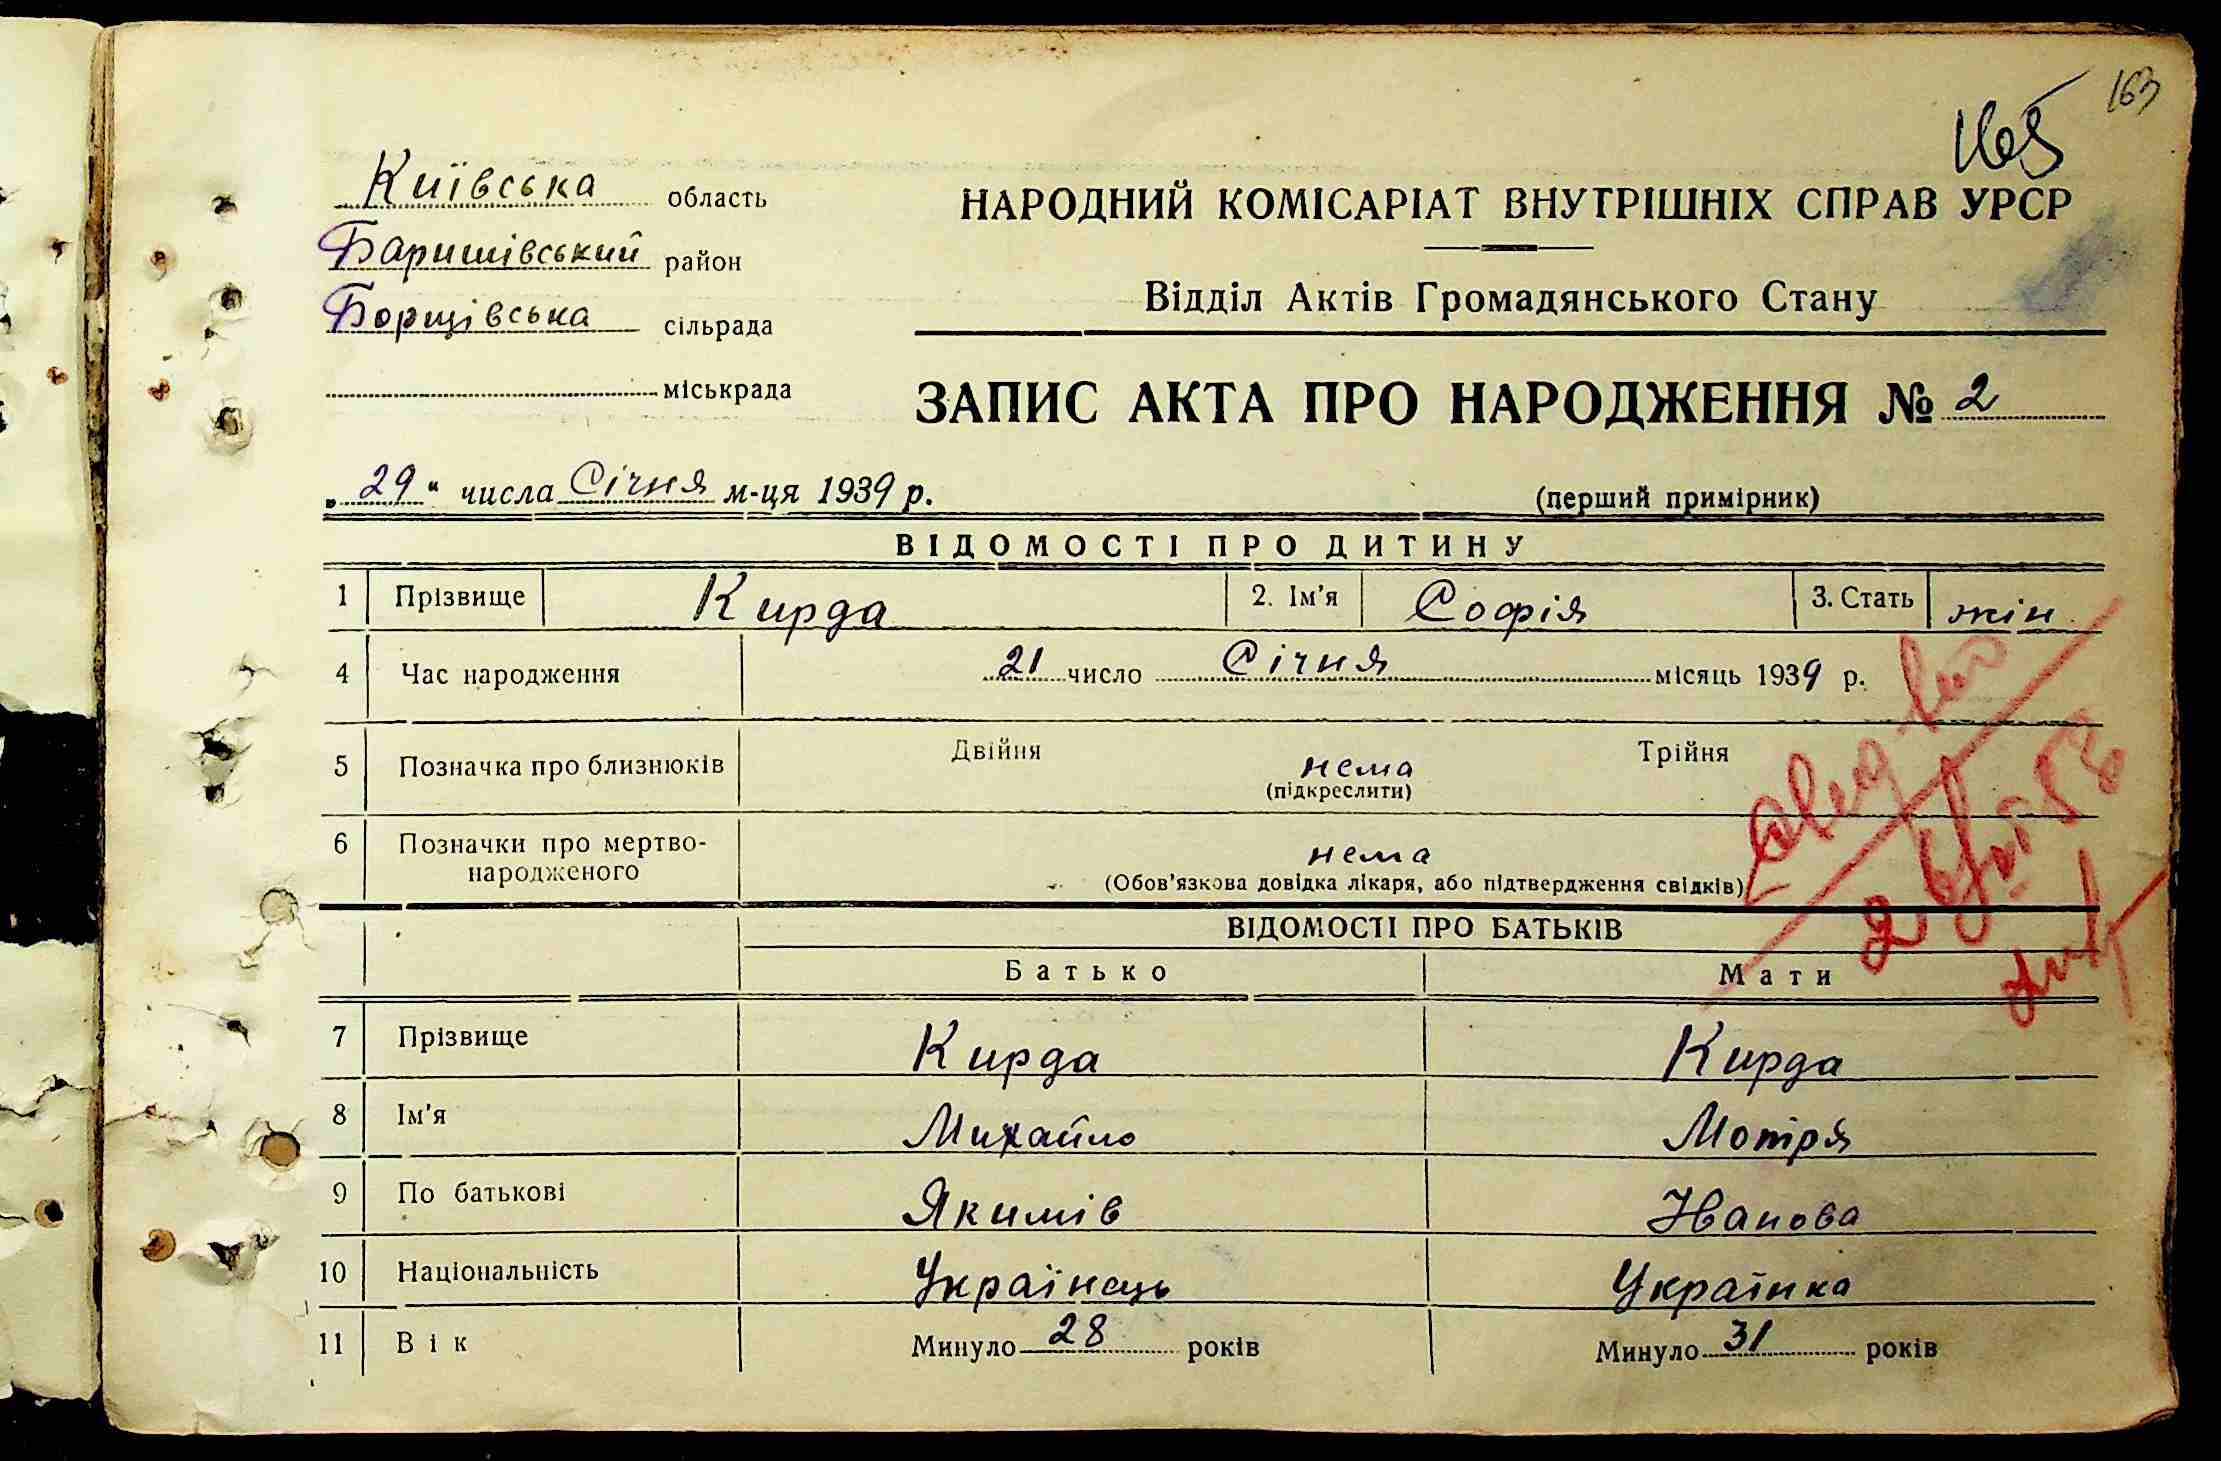 163
165
Київська область
Баришівський район
Борщівська сільрада
міськрада
НАРОДНИЙ КОМІСАРІАТ ВНУТРІШНІХ СПРАВ УРСР
Відділ Актів Громадянського Стану
ЗАПИС АКТА ПРО НАРОДЖЕННЯ № 2
„29“ числа Січня м-ця 1939 р.
(перший примірник)
ВІДОМОСТІ ПРО ДИТИНУ
1 Прізвище Кирда 2. Ім'я Софія 3. Стать жін.
4 Час народження 21 число Січня місяць 1939 р.
5 Позначка про близнюків Двійня нема Трійня
(підкреслити)
6 Позначки про мертво-
народженого нема
(Обов'язкова довідка лікаря, або підтвердження свідків)
ВІДОМОСТІ ПРО БАТЬКІВ
Батько Мати
7 Прізвище Кирда Кирда
8 Ім'я Михайло Мотря
9 По батькові Якимів Іванова
10 Національність Українець Українка
11 Вік Минуло 28 років Минуло 31 років